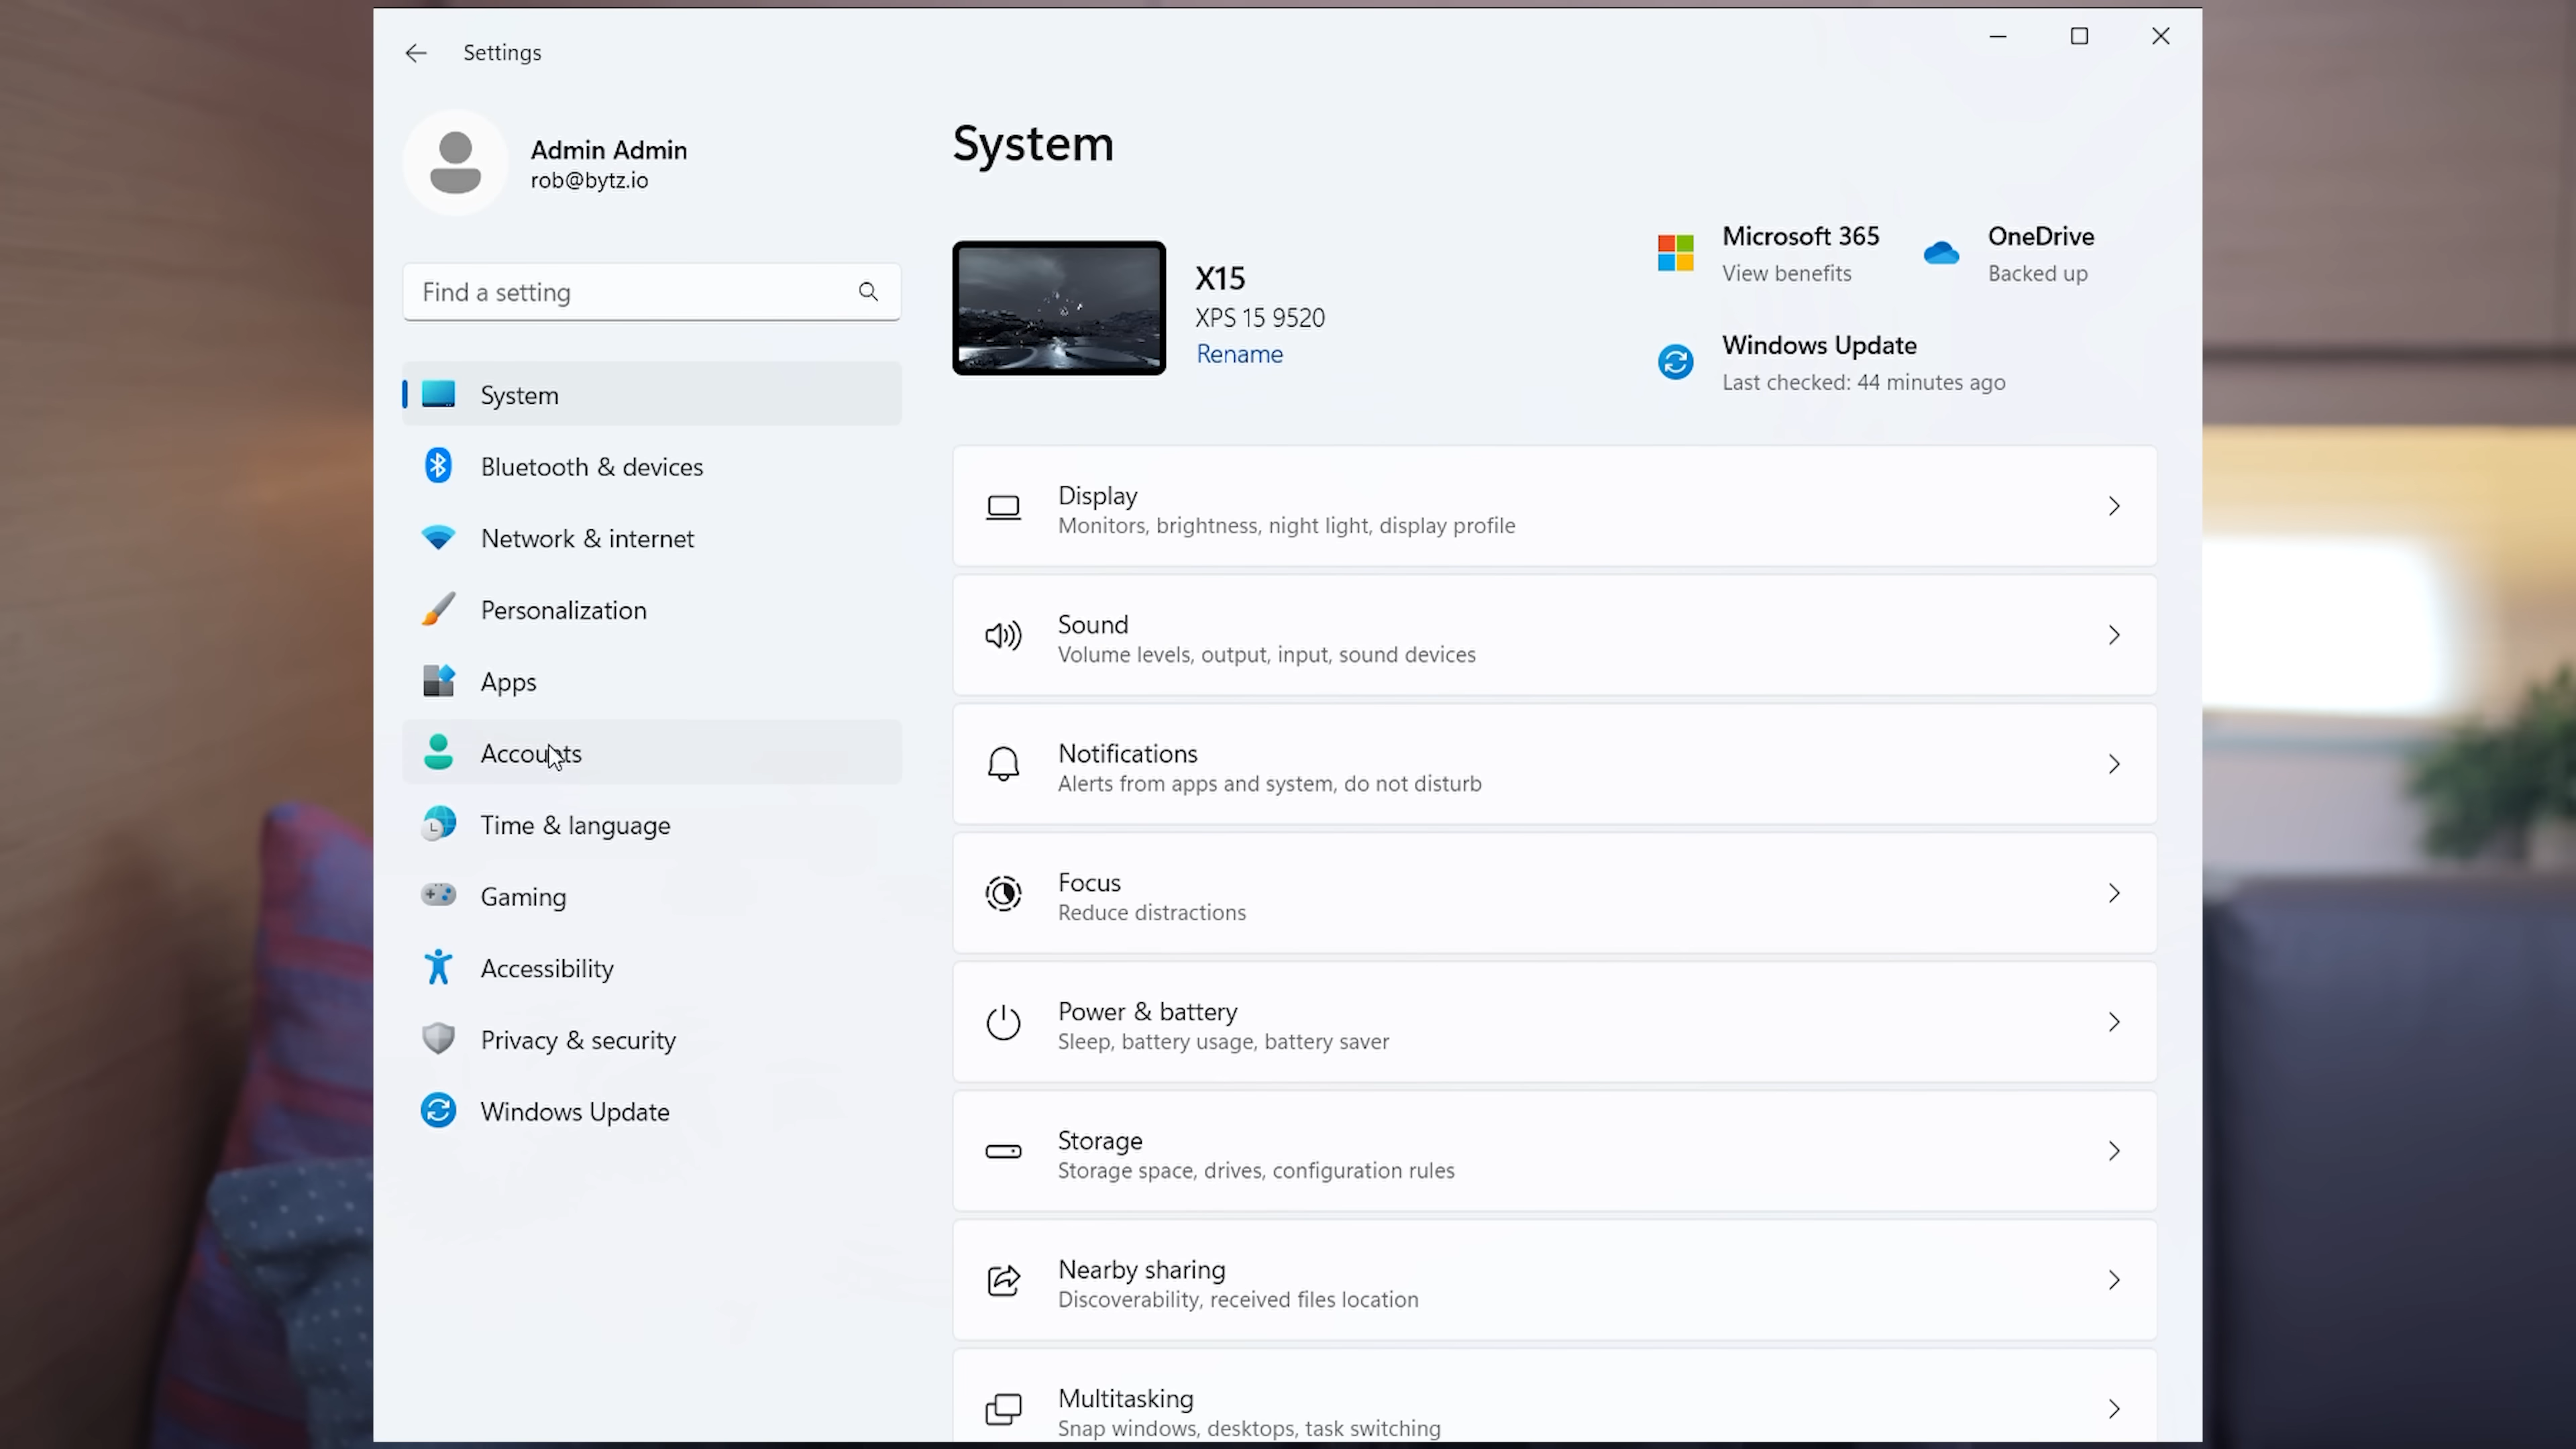 Settings
Admin Admin
rob@bytz.io
Find a setting
System
Bluetooth & devices
Network & internet
Personalization
Apps
Accounts
Time & language
Gaming
Accessibility
Privacy & security
Windows Update
System
X15
XPS 15 9520
Rename
Microsoft 365
View benefits
OneDrive
Backed up
Windows Update
Last checked: 44 minutes ago
Display
Monitors, brightness, night light, display profile
Sound
Volume levels, output, input, sound devices
Notifications
Alerts from apps and system, do not disturb
Focus
Reduce distractions
Power & battery
Sleep, battery usage, battery saver
Storage
Storage space, drives, configuration rules
Nearby sharing
Discoverability, received files location
Multitasking
Snap windows, desktops, task switching